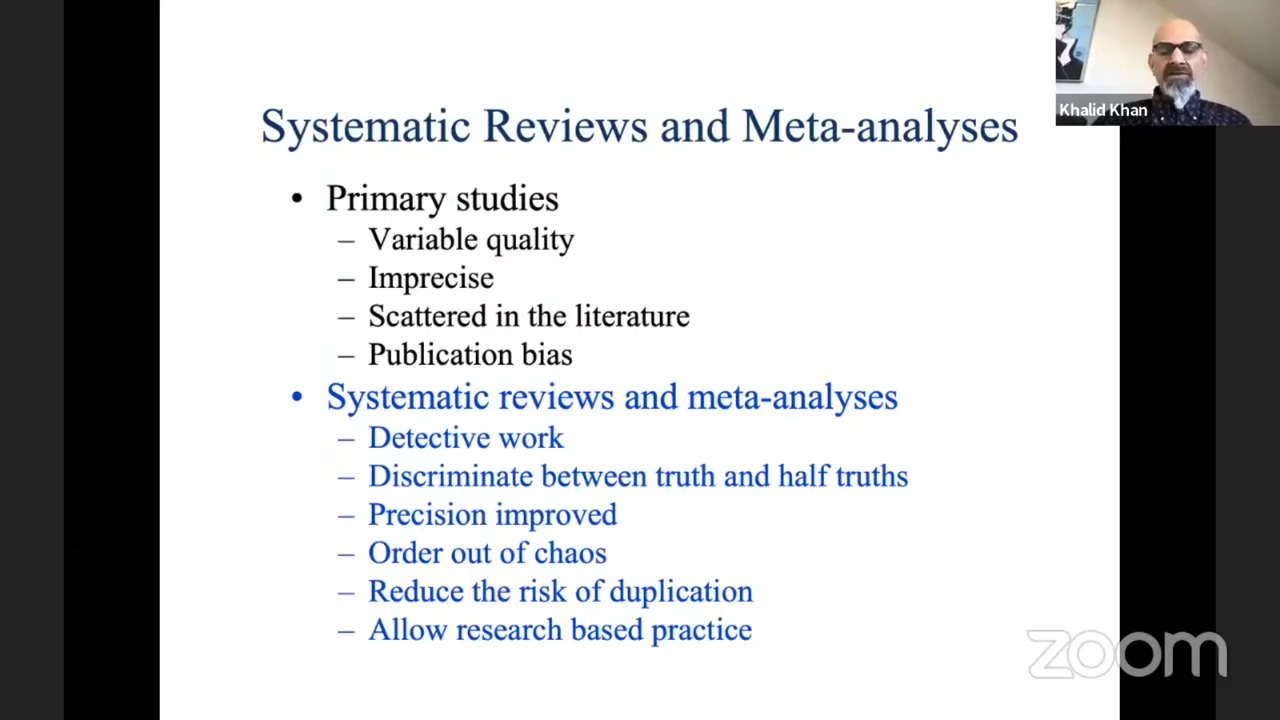 Systematic Reviews and Meta-analyses
• Primary studies
– Variable quality
– Imprecise
– Scattered in the literature
– Publication bias
• Systematic reviews and meta-analyses
– Detective work
– Discriminate between truth and half truths
– Precision improved
– Order out of chaos
– Reduce the risk of duplication
– Allow research based practice
Khalid Khan
zoom